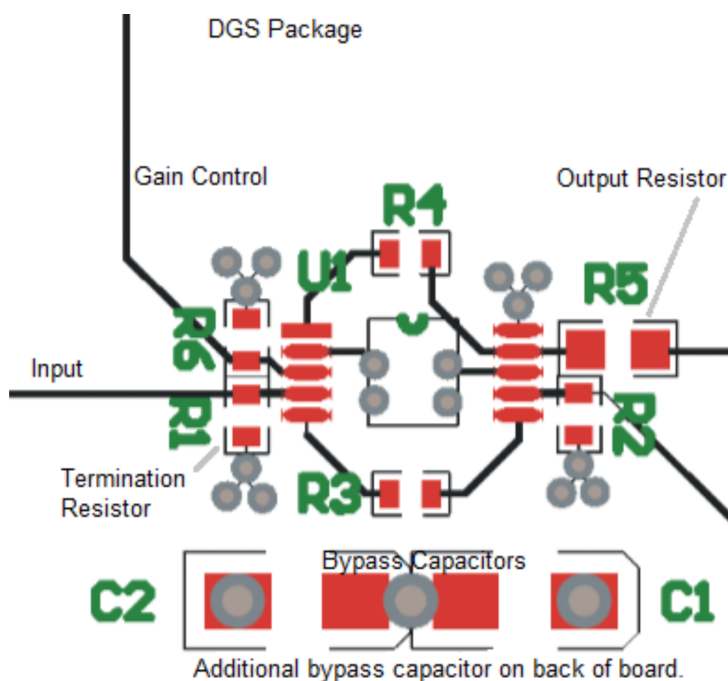 DGS Package
Gain Control
Output Resistor
R4
U1
R5
R6
Input
R1
R2
Termination
Resistor
R3
Bypass Capacitors
C2
C1
Additional bypass capacitor on back of board.